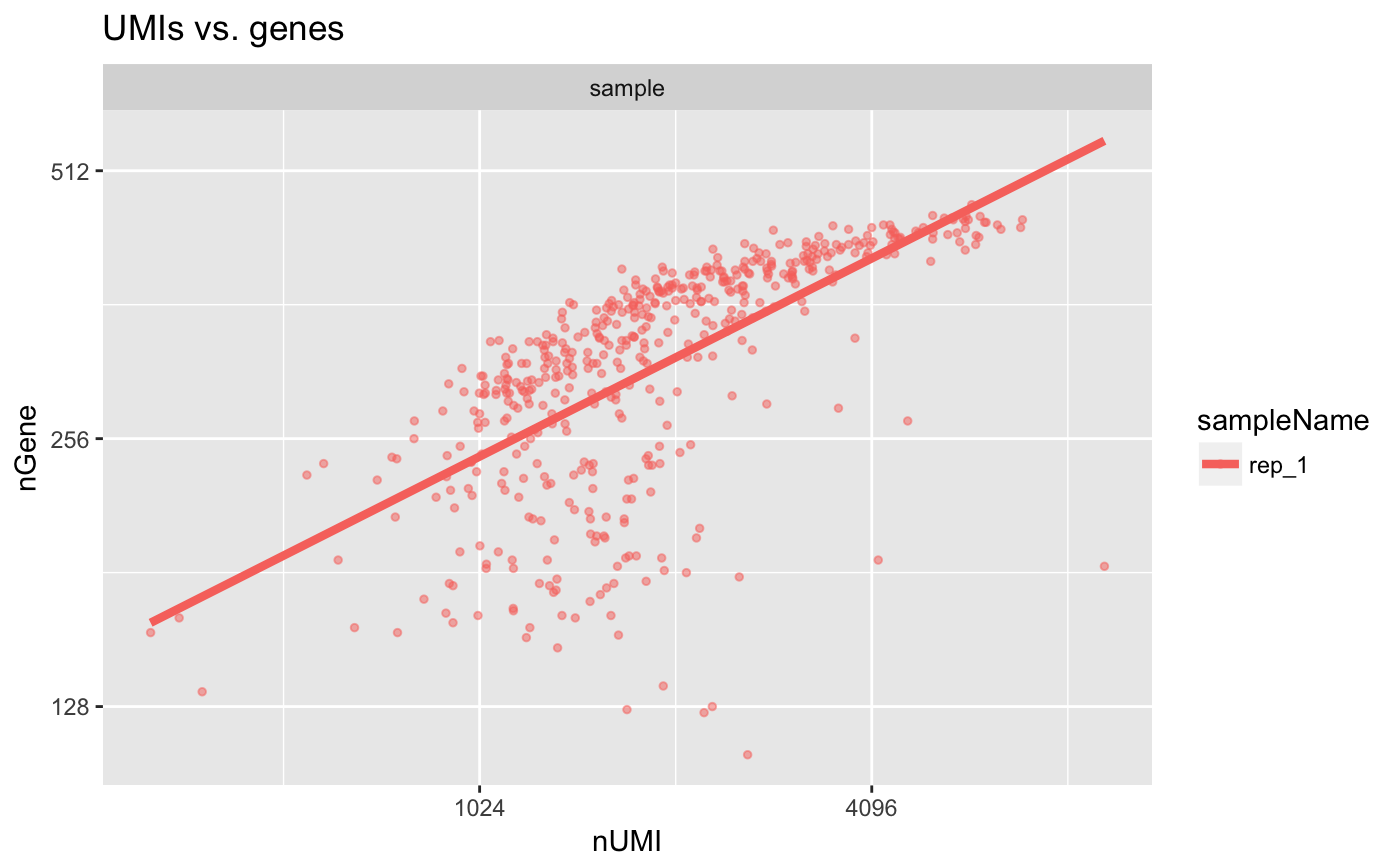 UMIs vs. genes
sample
512
256
128
nGene
1024
4096
nUMI
sampleName
rep_1